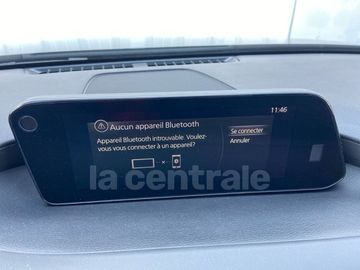 11:46
Aucun appareil Bluetooth
Appareil Bluetooth introuvable. Voulez-
vous vous connecter à un appareil?
Se connecter
Annuler
la centrale